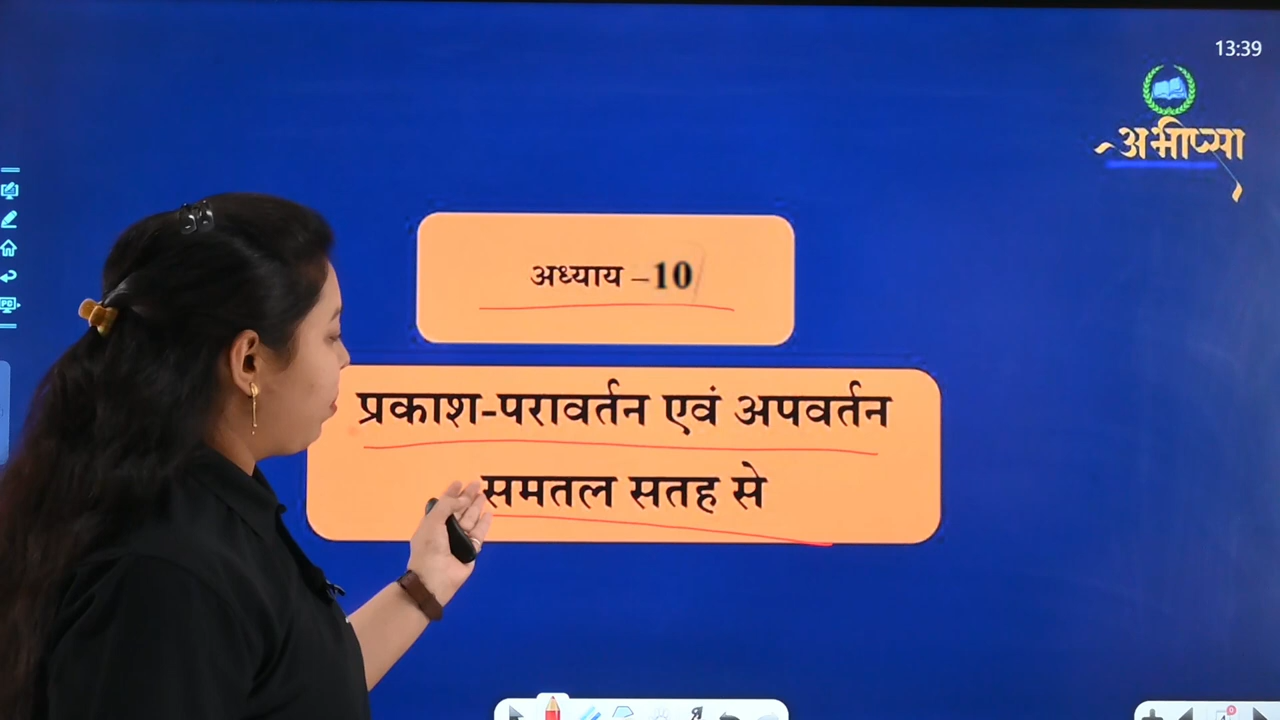 13:39
अभीप्सा
अध्याय –10
प्रकाश-परावर्तन एवं अपवर्तन
समतल सतह से